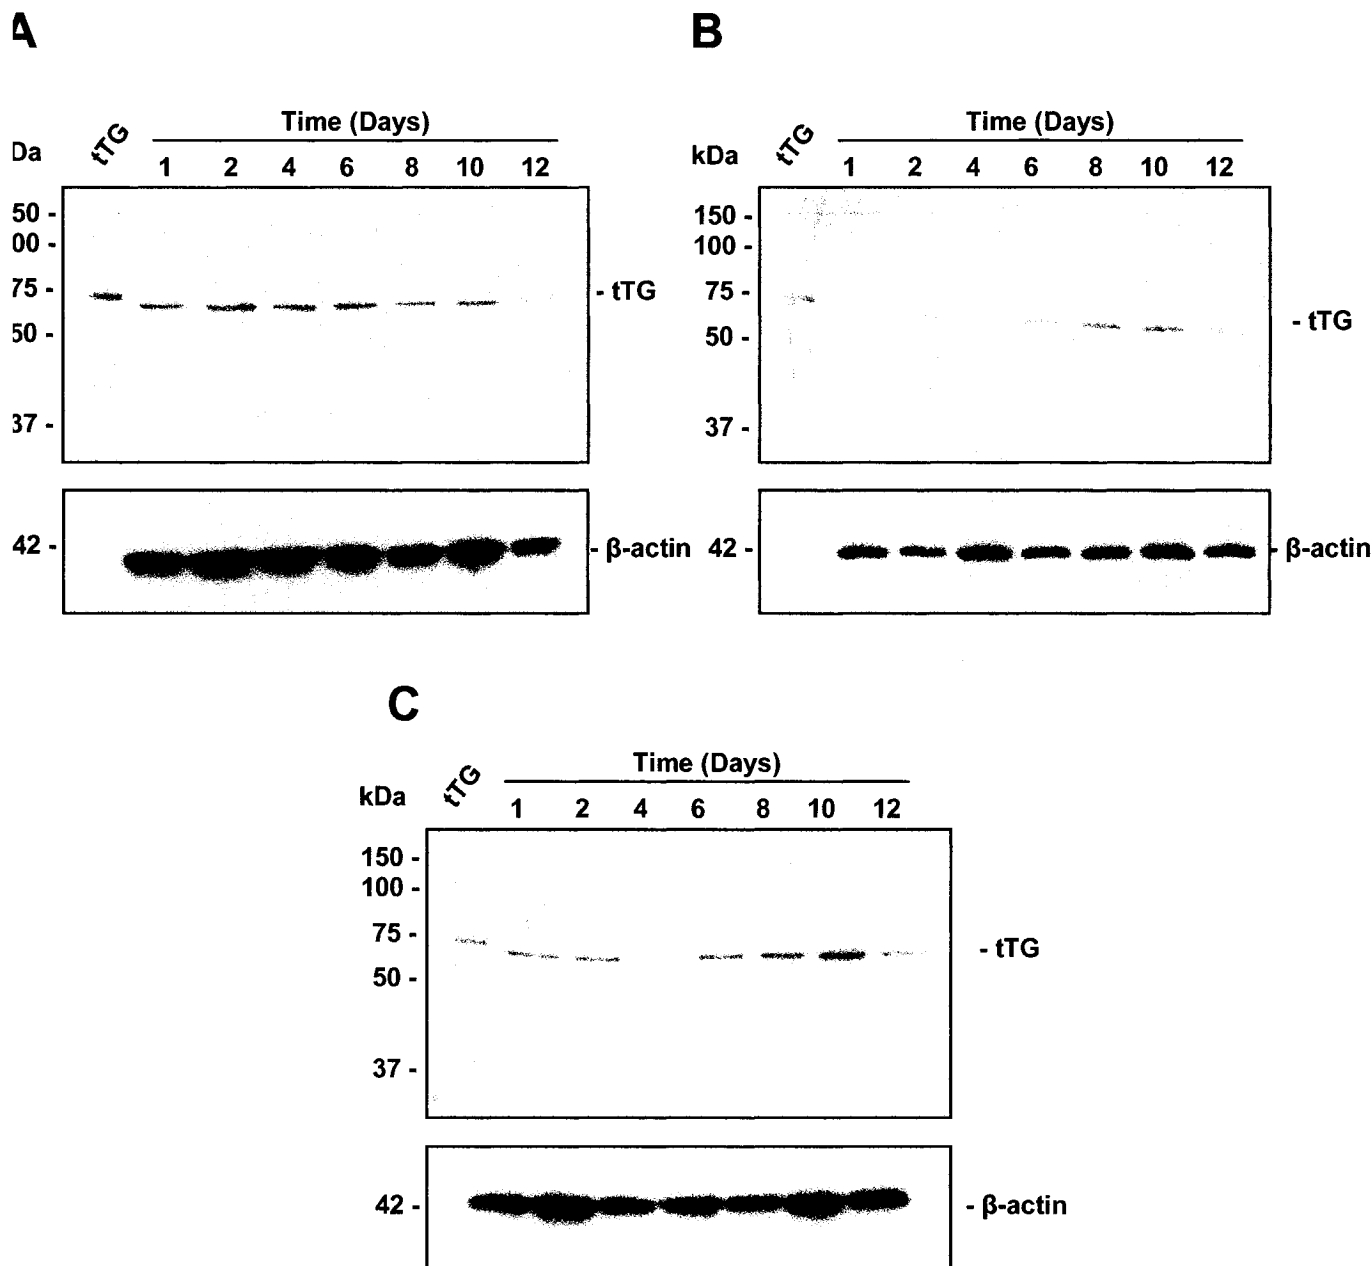 A
Time (Days)
Da
tTG
1 2 4 6 8 10 12
50 -
00 -
75 -
50 -
37 -
- tTG
42 -
- β-actin
B
Time (Days)
kDa
tTG
1 2 4 6 8 10 12
150 -
100 -
75 -
50 -
37 -
- tTG
42 -
- β-actin
C
Time (Days)
kDa
tTG
1 2 4 6 8 10 12
150 -
100 -
75 -
50 -
37 -
- tTG
42 -
- β-actin